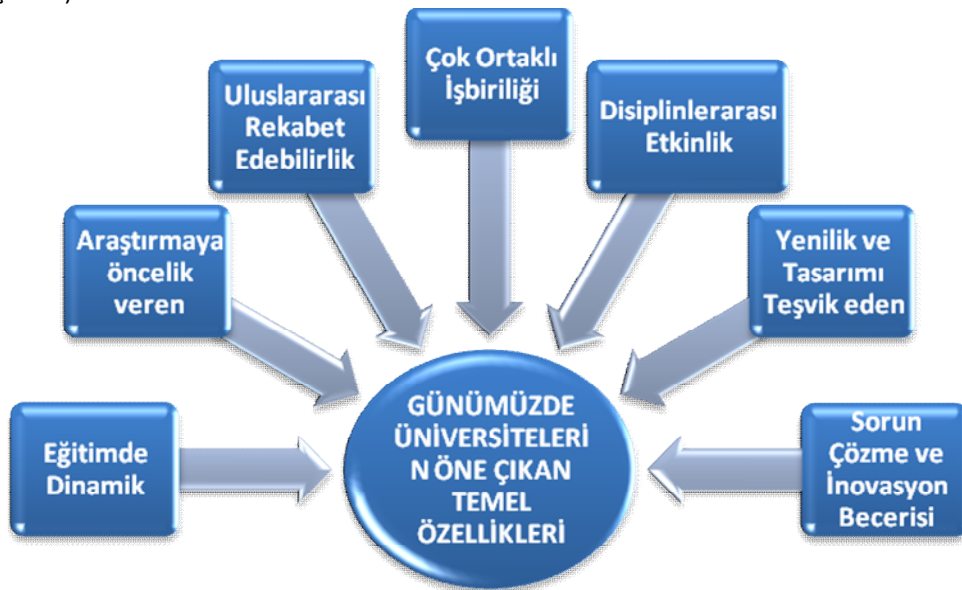 Çok Ortaklı
İşbiriliği
Uluslararası
Rekabet
Edebilirlik
Disiplinlerarası
Etkinlik
Araştırmaya
öncelik
veren
Yenilik ve
Tasarımı
Teşvik eden
Eğitimde
Dinamik
GÜNÜMÜZDE
ÜNİVERSİTELERİ
N ÖNE ÇIKAN
TEMEL
ÖZELLİKLERİ
Sorun
Çözme ve
İnovasyon
Becerisi